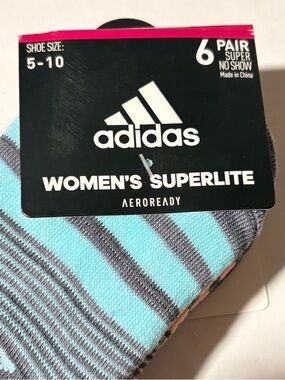 SHOE SIZE:
5-10
6 PAIR
SUPER
NO SHOW
Made in China
adidas
WOMEN'S SUPERLITE
AEROREADY